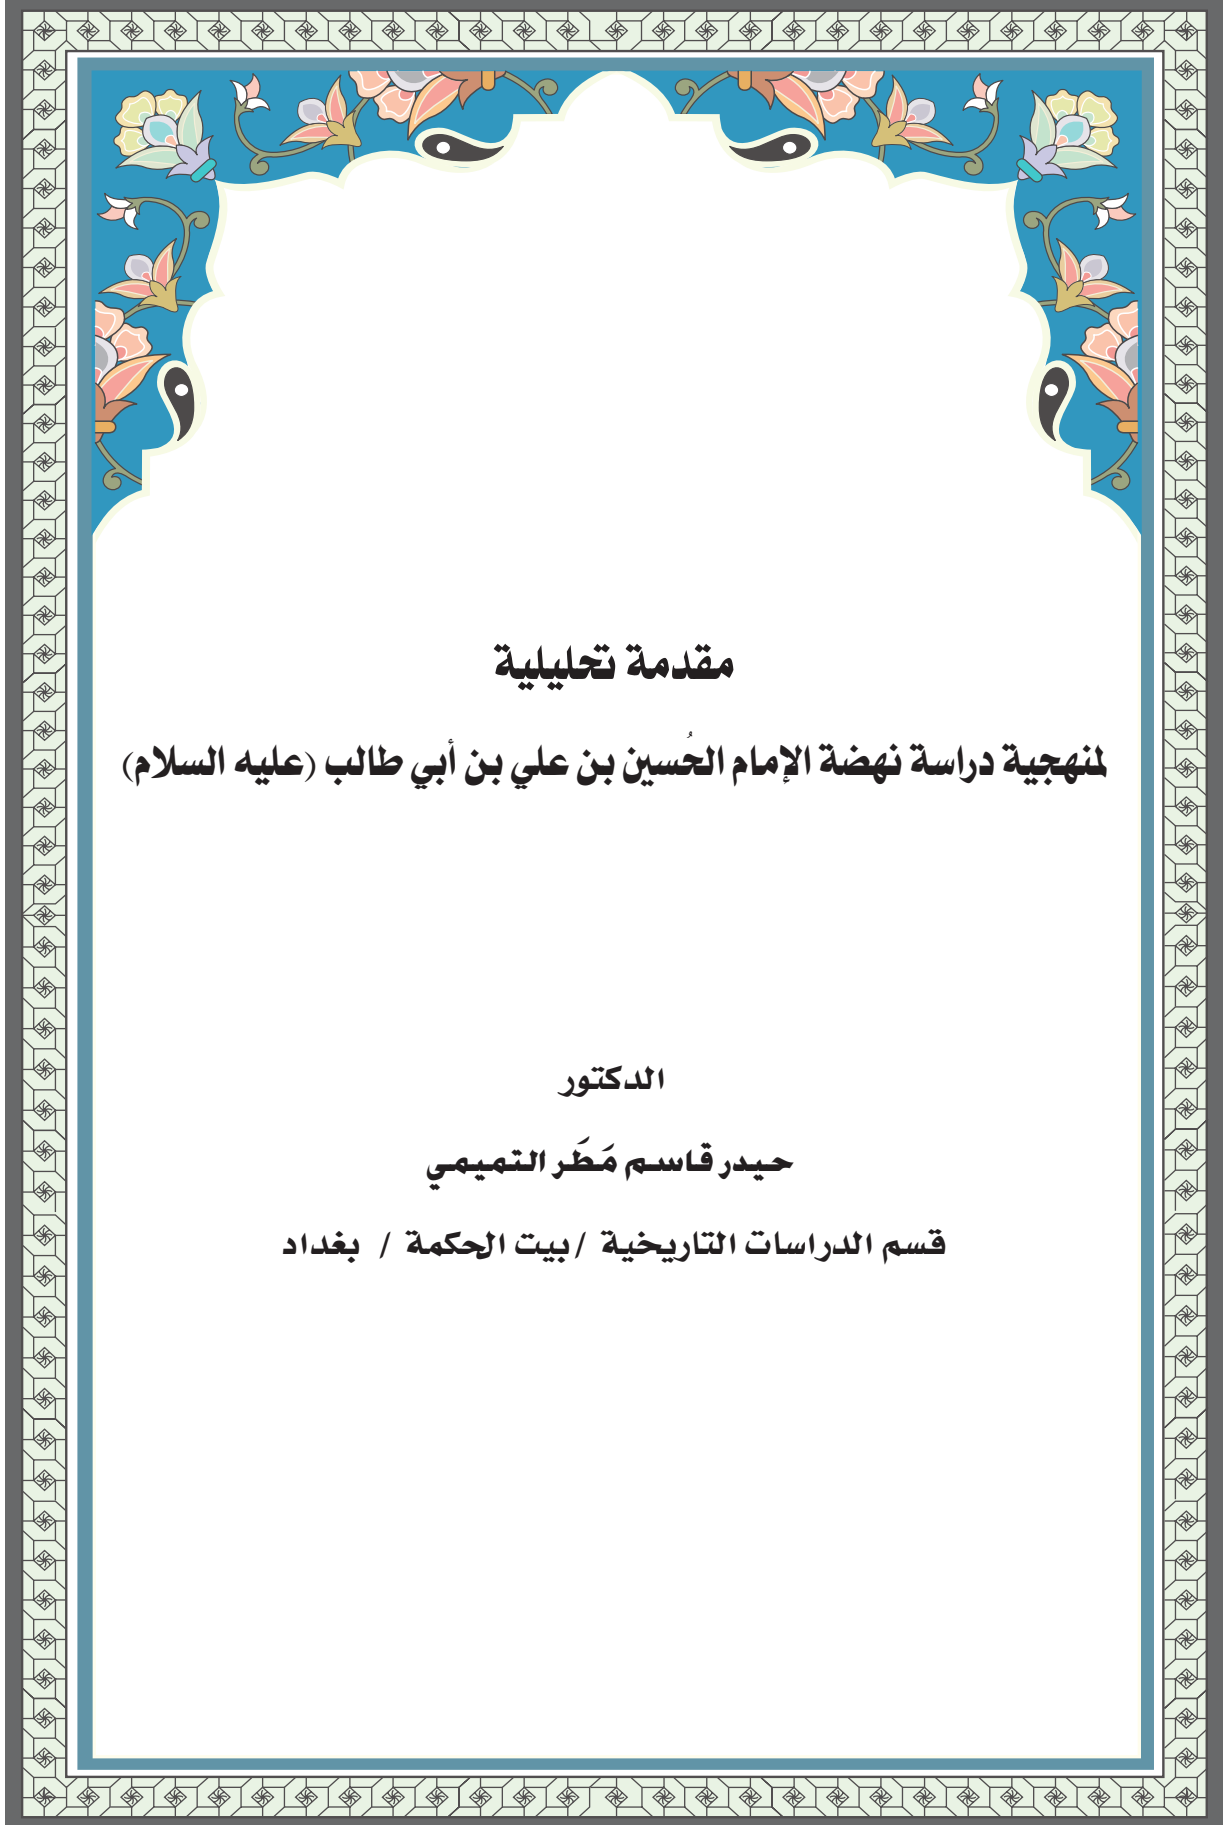 مقدمة تحليلية
لمنهجية دراسة نهضة الإمام الحُسين بن علي بن أبي طالب (عليه السلام)
الدكتور
حيدر قاسم مَطَر التميمي
قسم الدراسات التاريخية / بيت الحكمة / بغداد